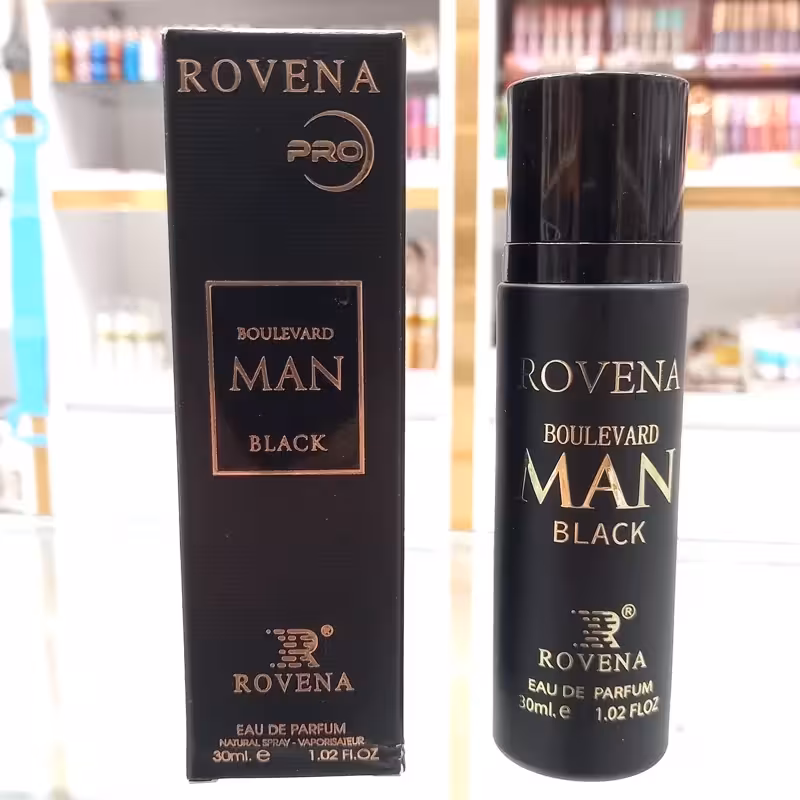 ROVENA
PRO
BOULEVARD
MAN
BLACK
R®
ROVENA
EAU DE PARFUM
NATURAL SPRAY - VAPORISATEUR
30ml. e 1.02 Fl.OZ
ROVENA
BOULEVARD
MAN
BLACK
R®
ROVENA
EAU DE PARFUM
30ml. e 1.02 FLOZ